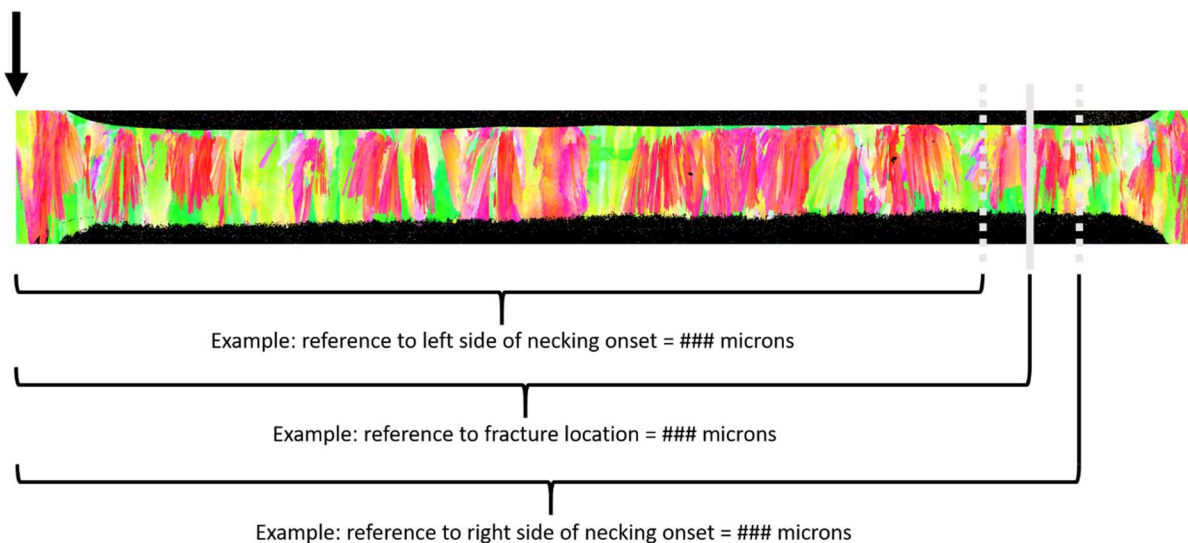 Example: reference to left side of necking onset = ### microns
Example: reference to fracture location = ### microns
Example: reference to right side of necking onset = ### microns